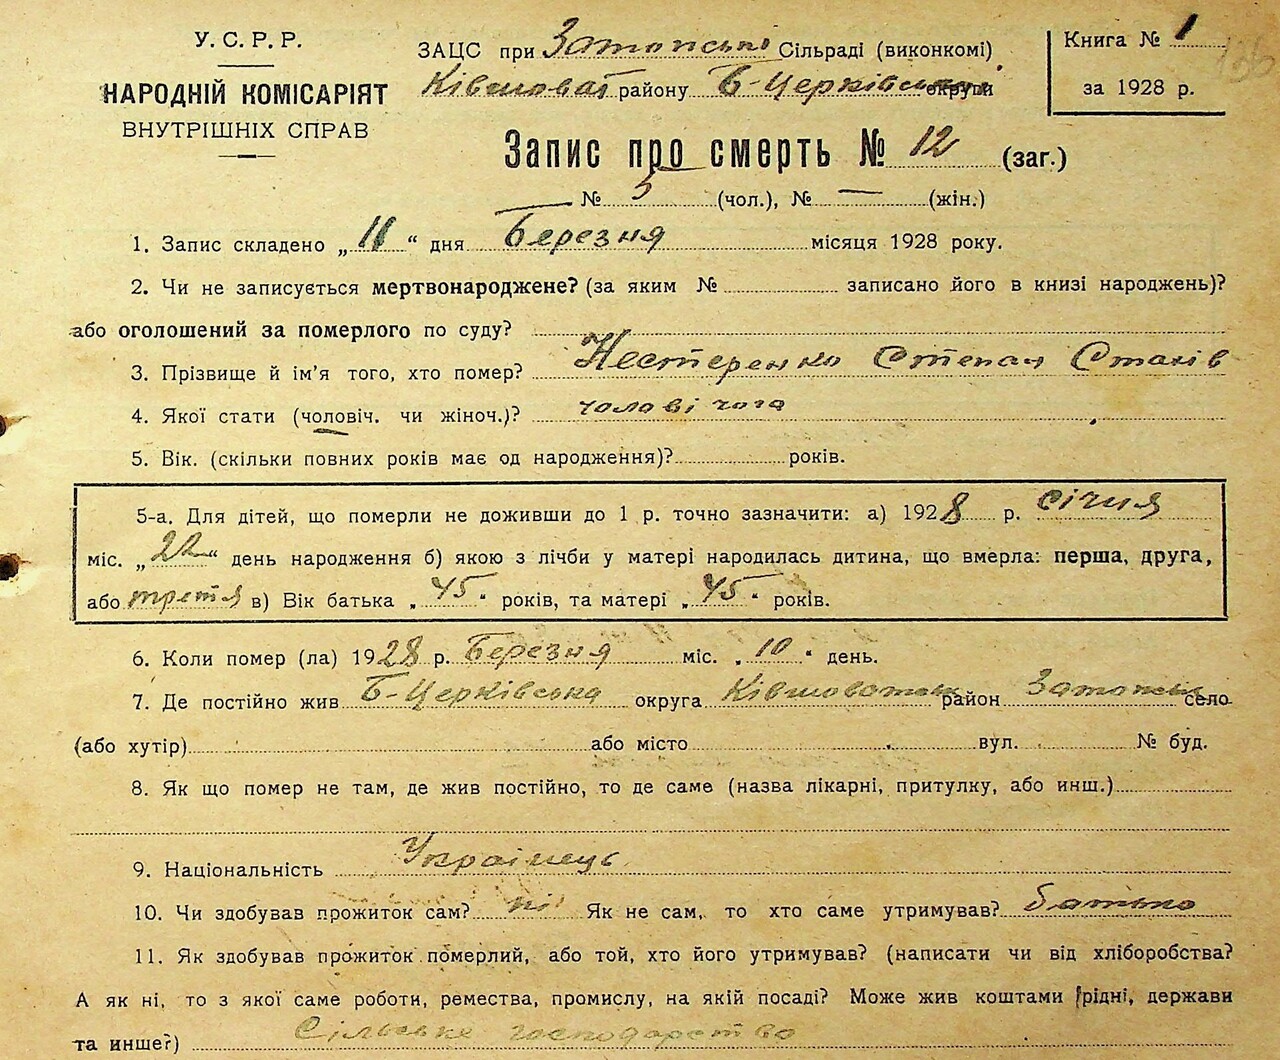 У. С. Р. Р.
НАРОДНІЙ КОМІСАРІЯТ
ВНУТРІШНІХ СПРАВ
ЗАЦС при Сільраді (виконкомі)
району Б-Церківської округи
Книга № 1
за 1928 р.
Запис про смерть № 12 (заг.)
№ 5 (чол.), № — (жін.)
1. Запис складено „11“ дня Березня місяця 1928 року.
2. Чи не записується мертвонароджене? (за яким № записано його в книзі народжень)?
або оголошений за померлого по суду?
3. Прізвище й ім'я того, хто помер? Нестеренко Степан
4. Якої стати (чоловіч. чи жіноч.)? чоловічога
5. Вік. (скільки повних років має од народження)? років.
5-а. Для дітей, що померли не доживши до 1 р. точно зазначити: а) 1928 р. січня
міс. „22“ день народження б) якою з лічби у матері народилась дитина, що вмерла: перша, друга,
або третя в) Вік батька „45“ років, та матері „45“ років.
6. Коли помер (ла) 1928 р. Березня міс. „10“ день.
7. Де постійно жив Б-Церківська округа район село
(або хутір) або місто вул. № буд.
8. Як що помер не там, де жив постійно, то де саме (назва лікарні, притулку, або инш.)
9. Національність Українець
10. Чи здобував прожиток сам? ні Як не сам, то хто саме утримував? батько
11. Як здобував прожиток померлий, або той, хто його утримував? (написати чи від хліборобства?
А як ні, то з якої саме роботи, ремества, промислу, на якій посаді? Може жив коштами рідні, держави
та инше?) Сільське господарство